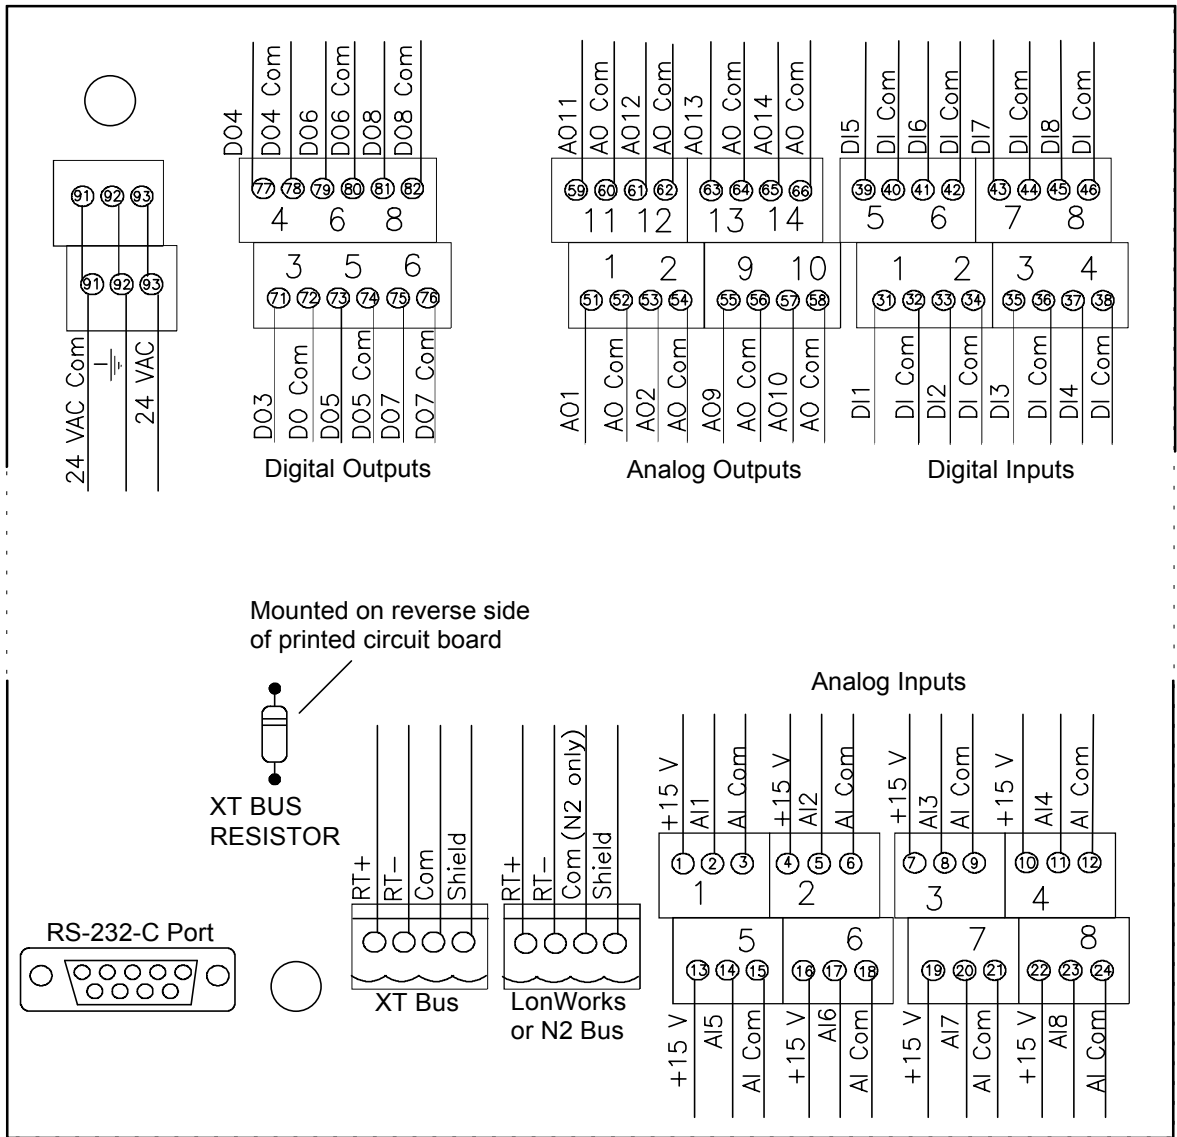 DO4 DO4 Com DO6 DO6 Com DO8 DO8 Com
AO11 AO Com AO12 AO Com AO13 AO Com AO14 AO Com
DI5 DI Com DI6 DI Com DI7 DI Com DI8 DI Com
91 92 93
77 78 79 80 81 82
4 6 8
59 60 61 62 63 64 65 66
11 12 13 14
39 40 41 42 43 44 45 46
5 6 7 8
91 92 93
3 5 6
71 72 73 74 75 76
1 2 9 10
51 52 53 54 55 56 57 58
1 2 3 4
31 32 33 34 35 36 37 38
24 VAC Com 24 VAC
DO3 DO Com DO5 DO5 Com DO7 DO7 Com
AO1 AO Com AO2 AO Com AO9 AO Com AO10 AO Com
DI1 DI Com DI2 DI Com DI3 DI Com DI4 DI Com
Digital Outputs
Analog Outputs
Digital Inputs
Mounted on reverse side
of printed circuit board
XT BUS
RESISTOR
Analog Inputs
RT+ RT- Com Shield
RT+ RT- Com (N2 only) Shield
+15 V AI1 AI Com +15 V AI2 AI Com +15 V AI3 AI Com +15 V AI4 AI Com
1 2 3 4 5 6 7 8 9 10 11 12
1 2 3 4
5 6 7 8
13 14 15 16 17 18 19 20 21 22 23 24
+15 V AI5 AI Com +15 V AI6 AI Com +15 V AI7 AI Com +15 V AI8 AI Com
RS-232-C Port
XT Bus
LonWorks
or N2 Bus